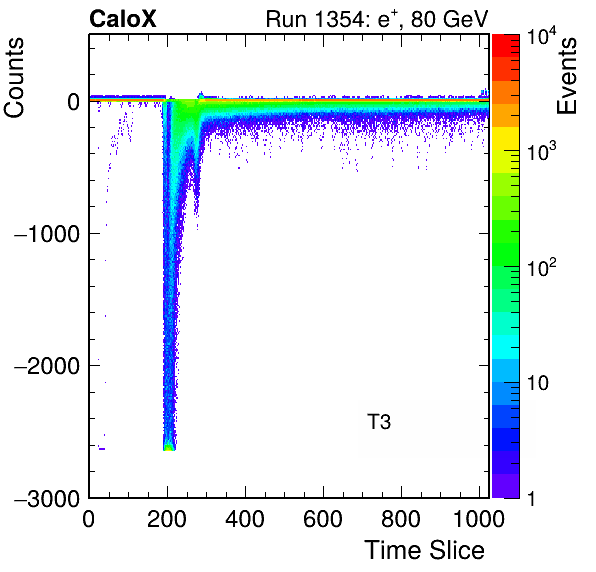 CaloX
Run 1354: e⁺, 80 GeV
Counts
0
−1000
−2000
−3000
0 200 400 600 800 1000
Time Slice
T3
Events
10⁴
10³
10²
10
1